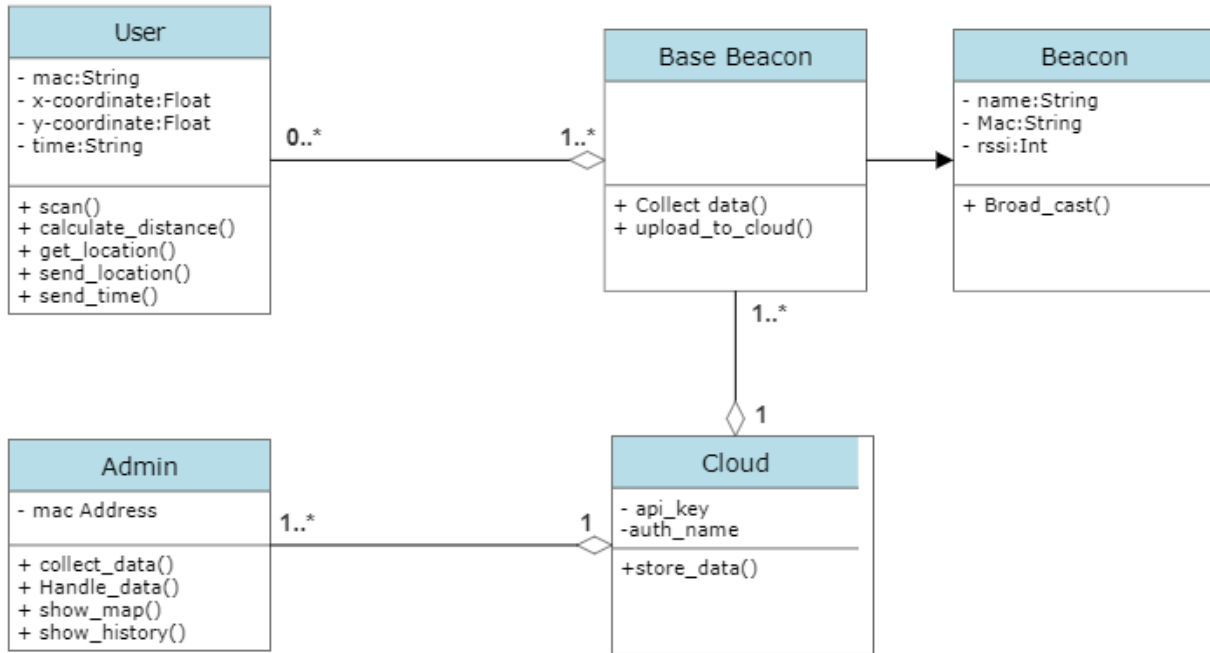 User
- mac:String
- x-coordinate:Float
- y-coordinate:Float
- time:String
+ scan()
+ calculate_distance()
+ get_location()
+ send_location()
+ send_time()
0..*
1..*
Base Beacon
+ Collect data()
+ upload_to_cloud()
Beacon
- name:String
- Mac:String
- rssi:Int
+ Broad_cast()
1..*
1
Admin
- mac Address
+ collect_data()
+ Handle_data()
+ show_map()
+ show_history()
1..*
1
Cloud
- api_key
-auth_name
+store_data()